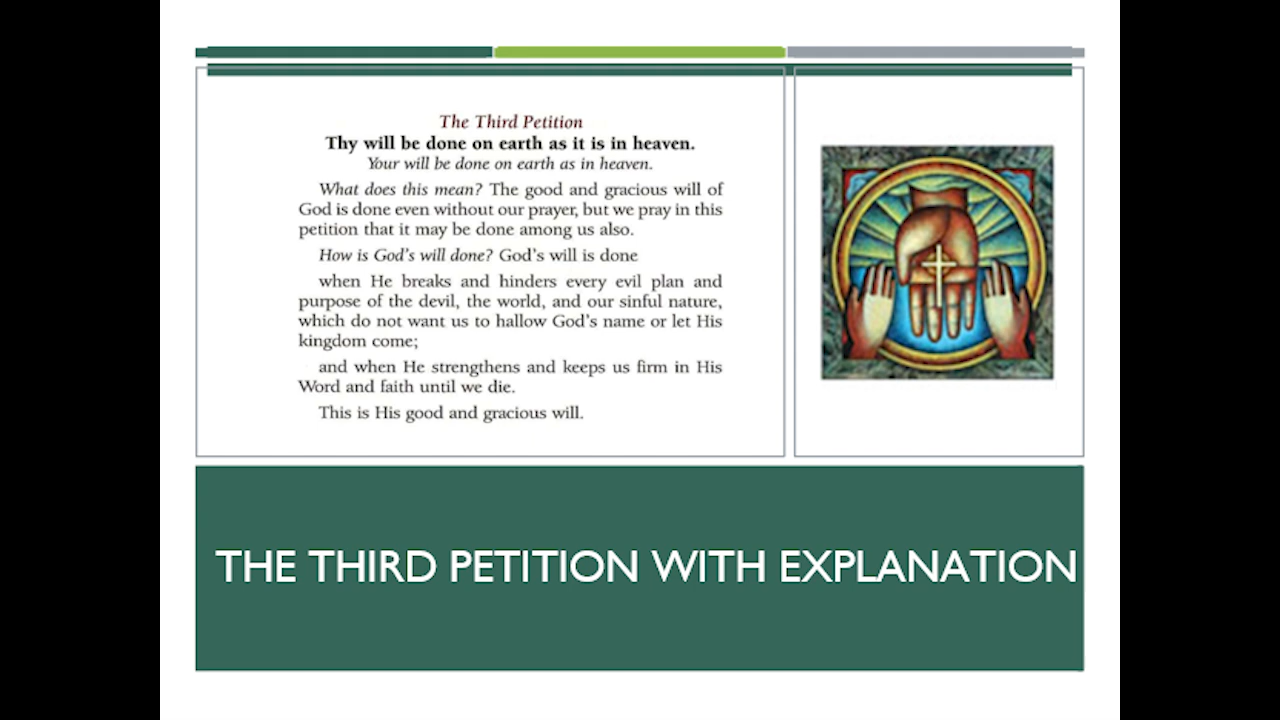 The Third Petition
Thy will be done on earth as it is in heaven.
Your will be done on earth as in heaven.
What does this mean? The good and gracious will of
God is done even without our prayer, but we pray in this
petition that it may be done among us also.
How is God's will done? God's will is done
when He breaks and hinders every evil plan and
purpose of the devil, the world, and our sinful nature,
which do not want us to hallow God's name or let His
kingdom come;
and when He strengthens and keeps us firm in His
Word and faith until we die.
This is His good and gracious will.
THE THIRD PETITION WITH EXPLANATION